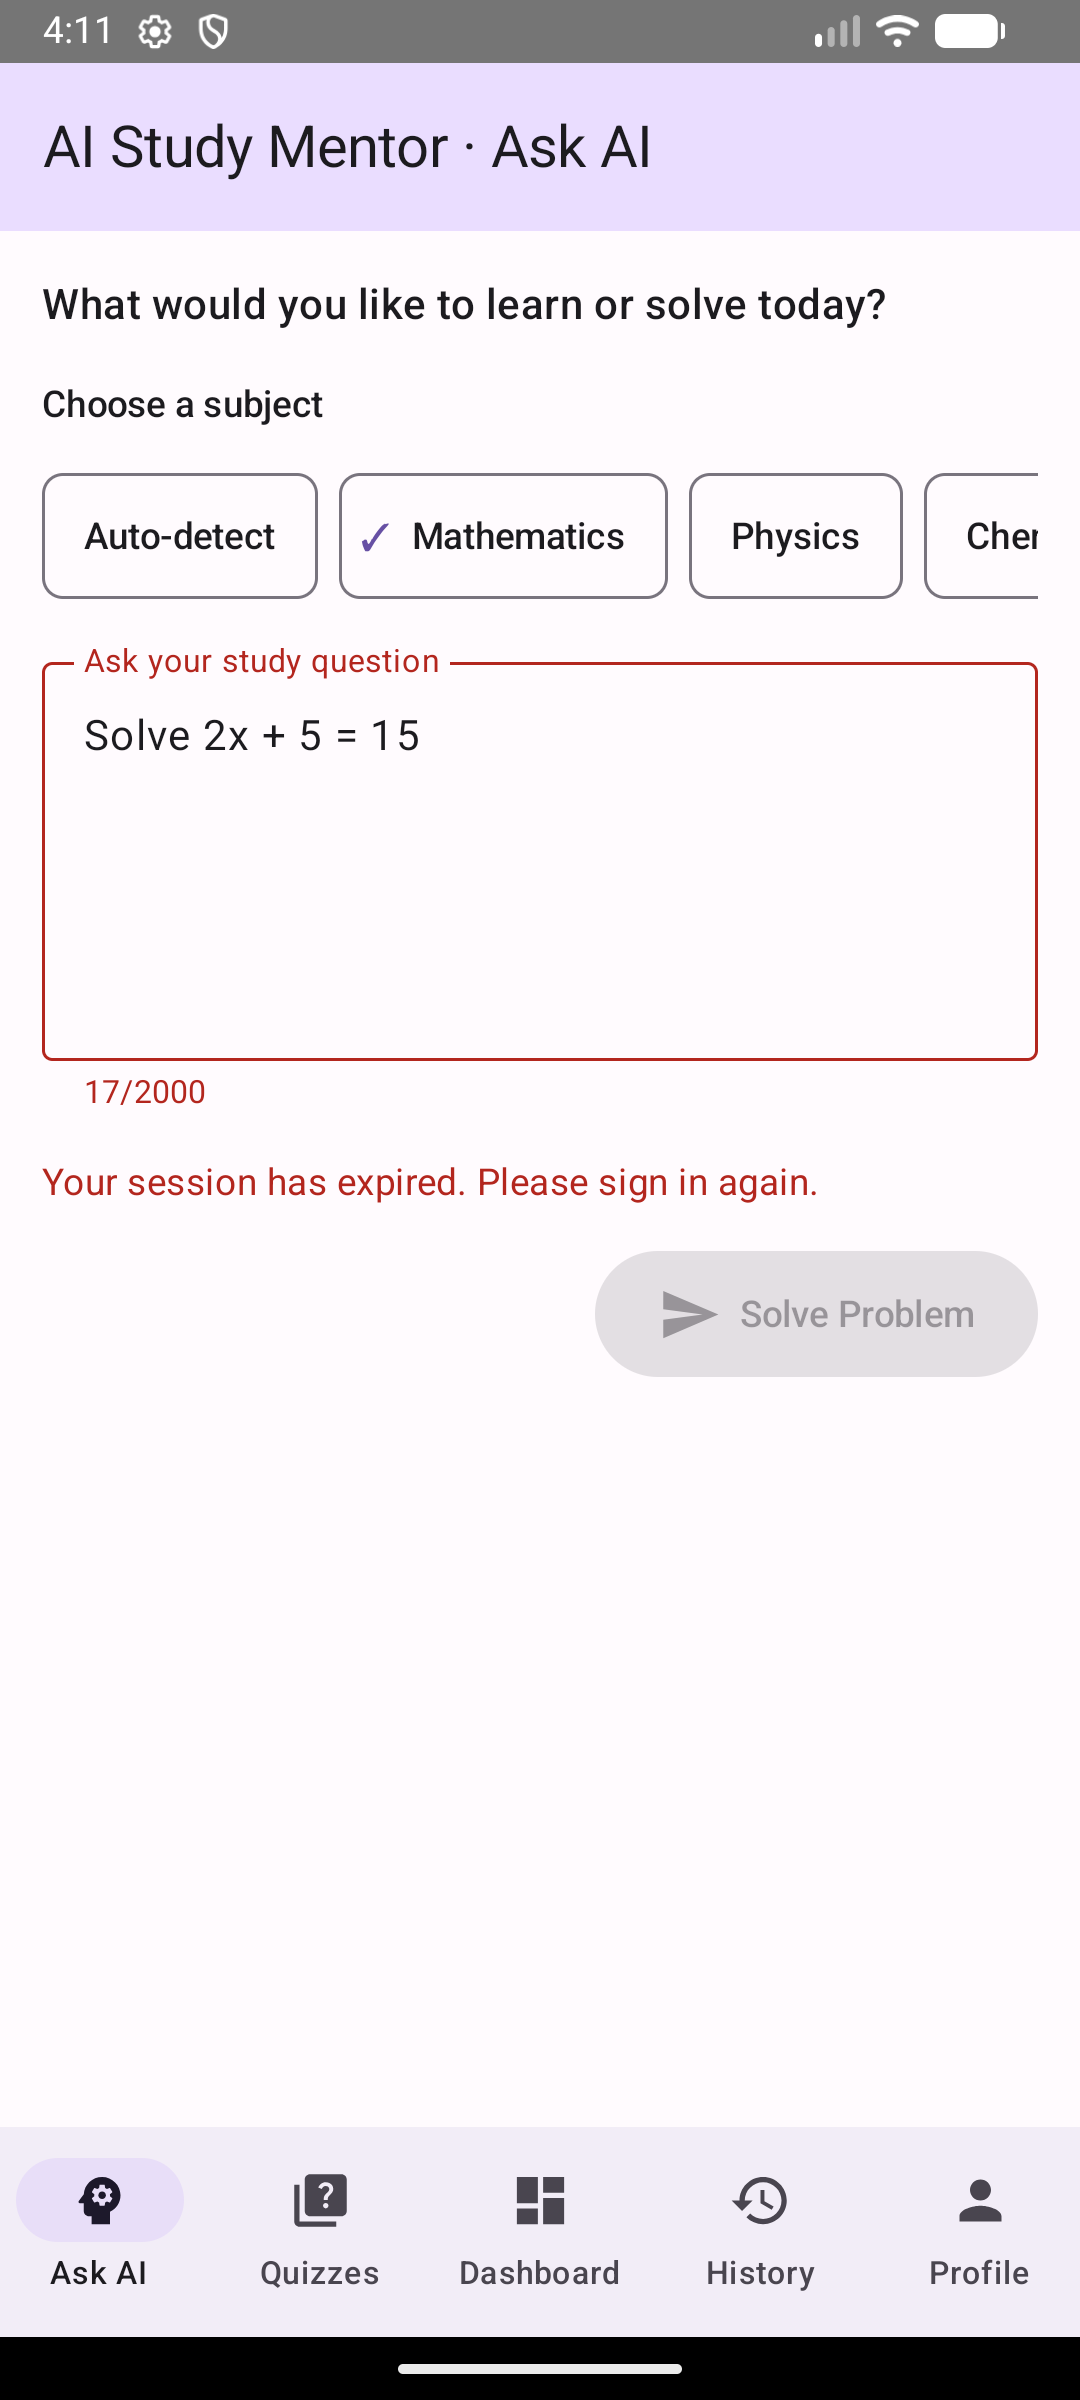 4:11
AI Study Mentor · Ask AI
What would you like to learn or solve today?
Choose a subject
Auto-detect
✓ Mathematics
Physics
Cher
Ask your study question
Solve 2x + 5 = 15
17/2000
Your session has expired. Please sign in again.
Solve Problem
Ask AI
Quizzes
Dashboard
History
Profile